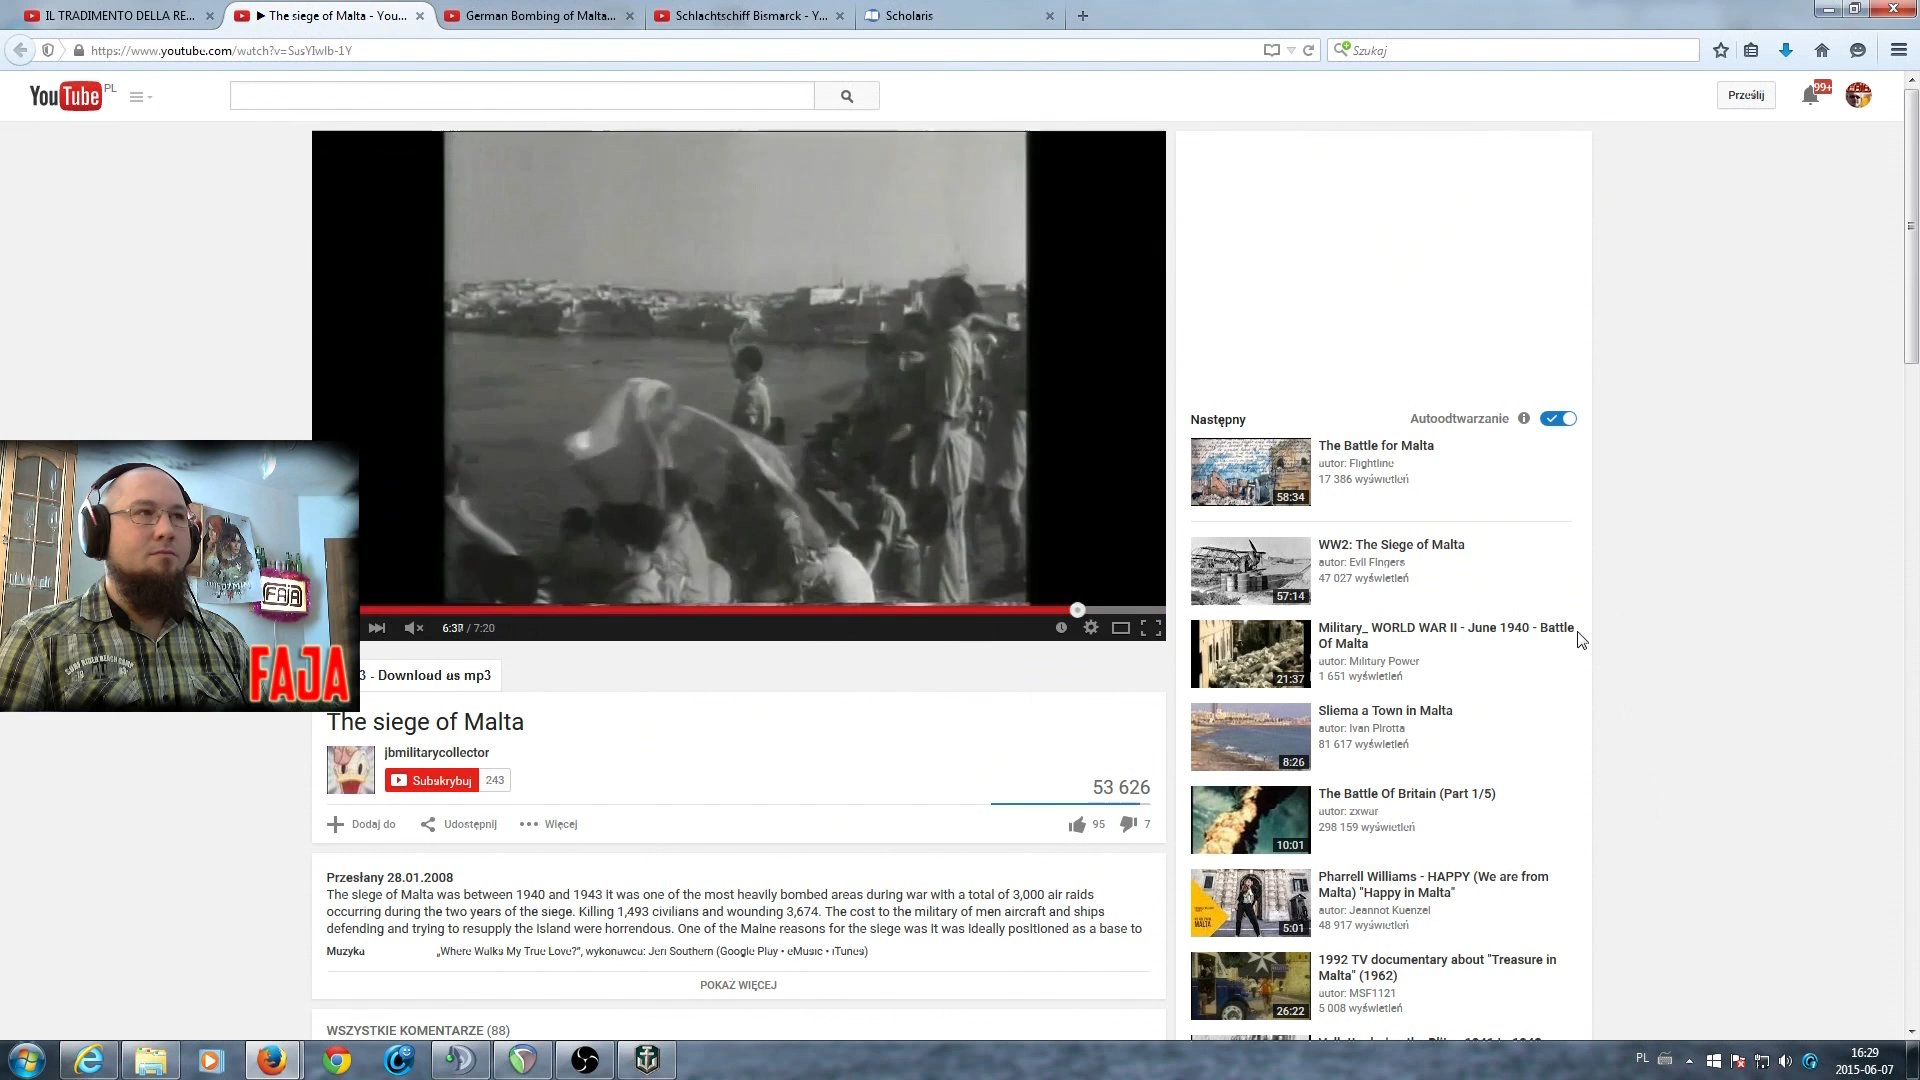 IL TRADIMENTO DELLA RE...
▶ The siege of Malta - You...
German Bombing of Malta...
Schlachtschiff Bismarck - Y...
Scholaris
https://www.youtube.com/watch?v=SusYIwlb-1Y
Szukaj
YouTube PL
Prześlij
99+
Następny
Autoodtwarzanie
The Battle for Malta
autor: Flightline
17 386 wyświetleń
58:34
WW2: The Siege of Malta
autor: Evil Fingers
47 027 wyświetleń
57:14
Military_ WORLD WAR II - June 1940 - Battle
Of Malta
autor: Military Power
1 651 wyświetleń
21:37
Sliema a Town in Malta
autor: Ivan Pirotta
81 617 wyświetleń
8:26
The Battle Of Britain (Part 1/5)
autor: zxwar
298 159 wyświetleń
10:01
Pharrell Williams - HAPPY (We are from
Malta) "Happy in Malta"
autor: Jeannot Kuenzel
48 917 wyświetleń
5:01
1992 TV documentary about "Treasure in
Malta" (1962)
autor: MSF1121
5 008 wyświetleń
26:22
FAJA
FAJA
6:37 / 7:20
3 - Download as mp3
The siege of Malta
jbmilitarycollector
Subskrybuj 243
53 626
Dodaj do
Udostępnij
Więcej
95
7
Przesłany 28.01.2008
The siege of Malta was between 1940 and 1943 it was one of the most heavily bombed areas during war with a total of 3,000 air raids
occurring during the two years of the siege. Killing 1,493 civilians and wounding 3,674. The cost to the military of men aircraft and ships
defending and trying to resupply the Island were horrendous. One of the Maine reasons for the siege was it was ideally positioned as a base to
Muzyka „Where Walks My True Love?”, wykonawca: Jeri Southern (Google Play • eMusic • iTunes)
POKAŻ WIĘCEJ
WSZYSTKIE KOMENTARZE (88)
PL
16:29
2015-06-07